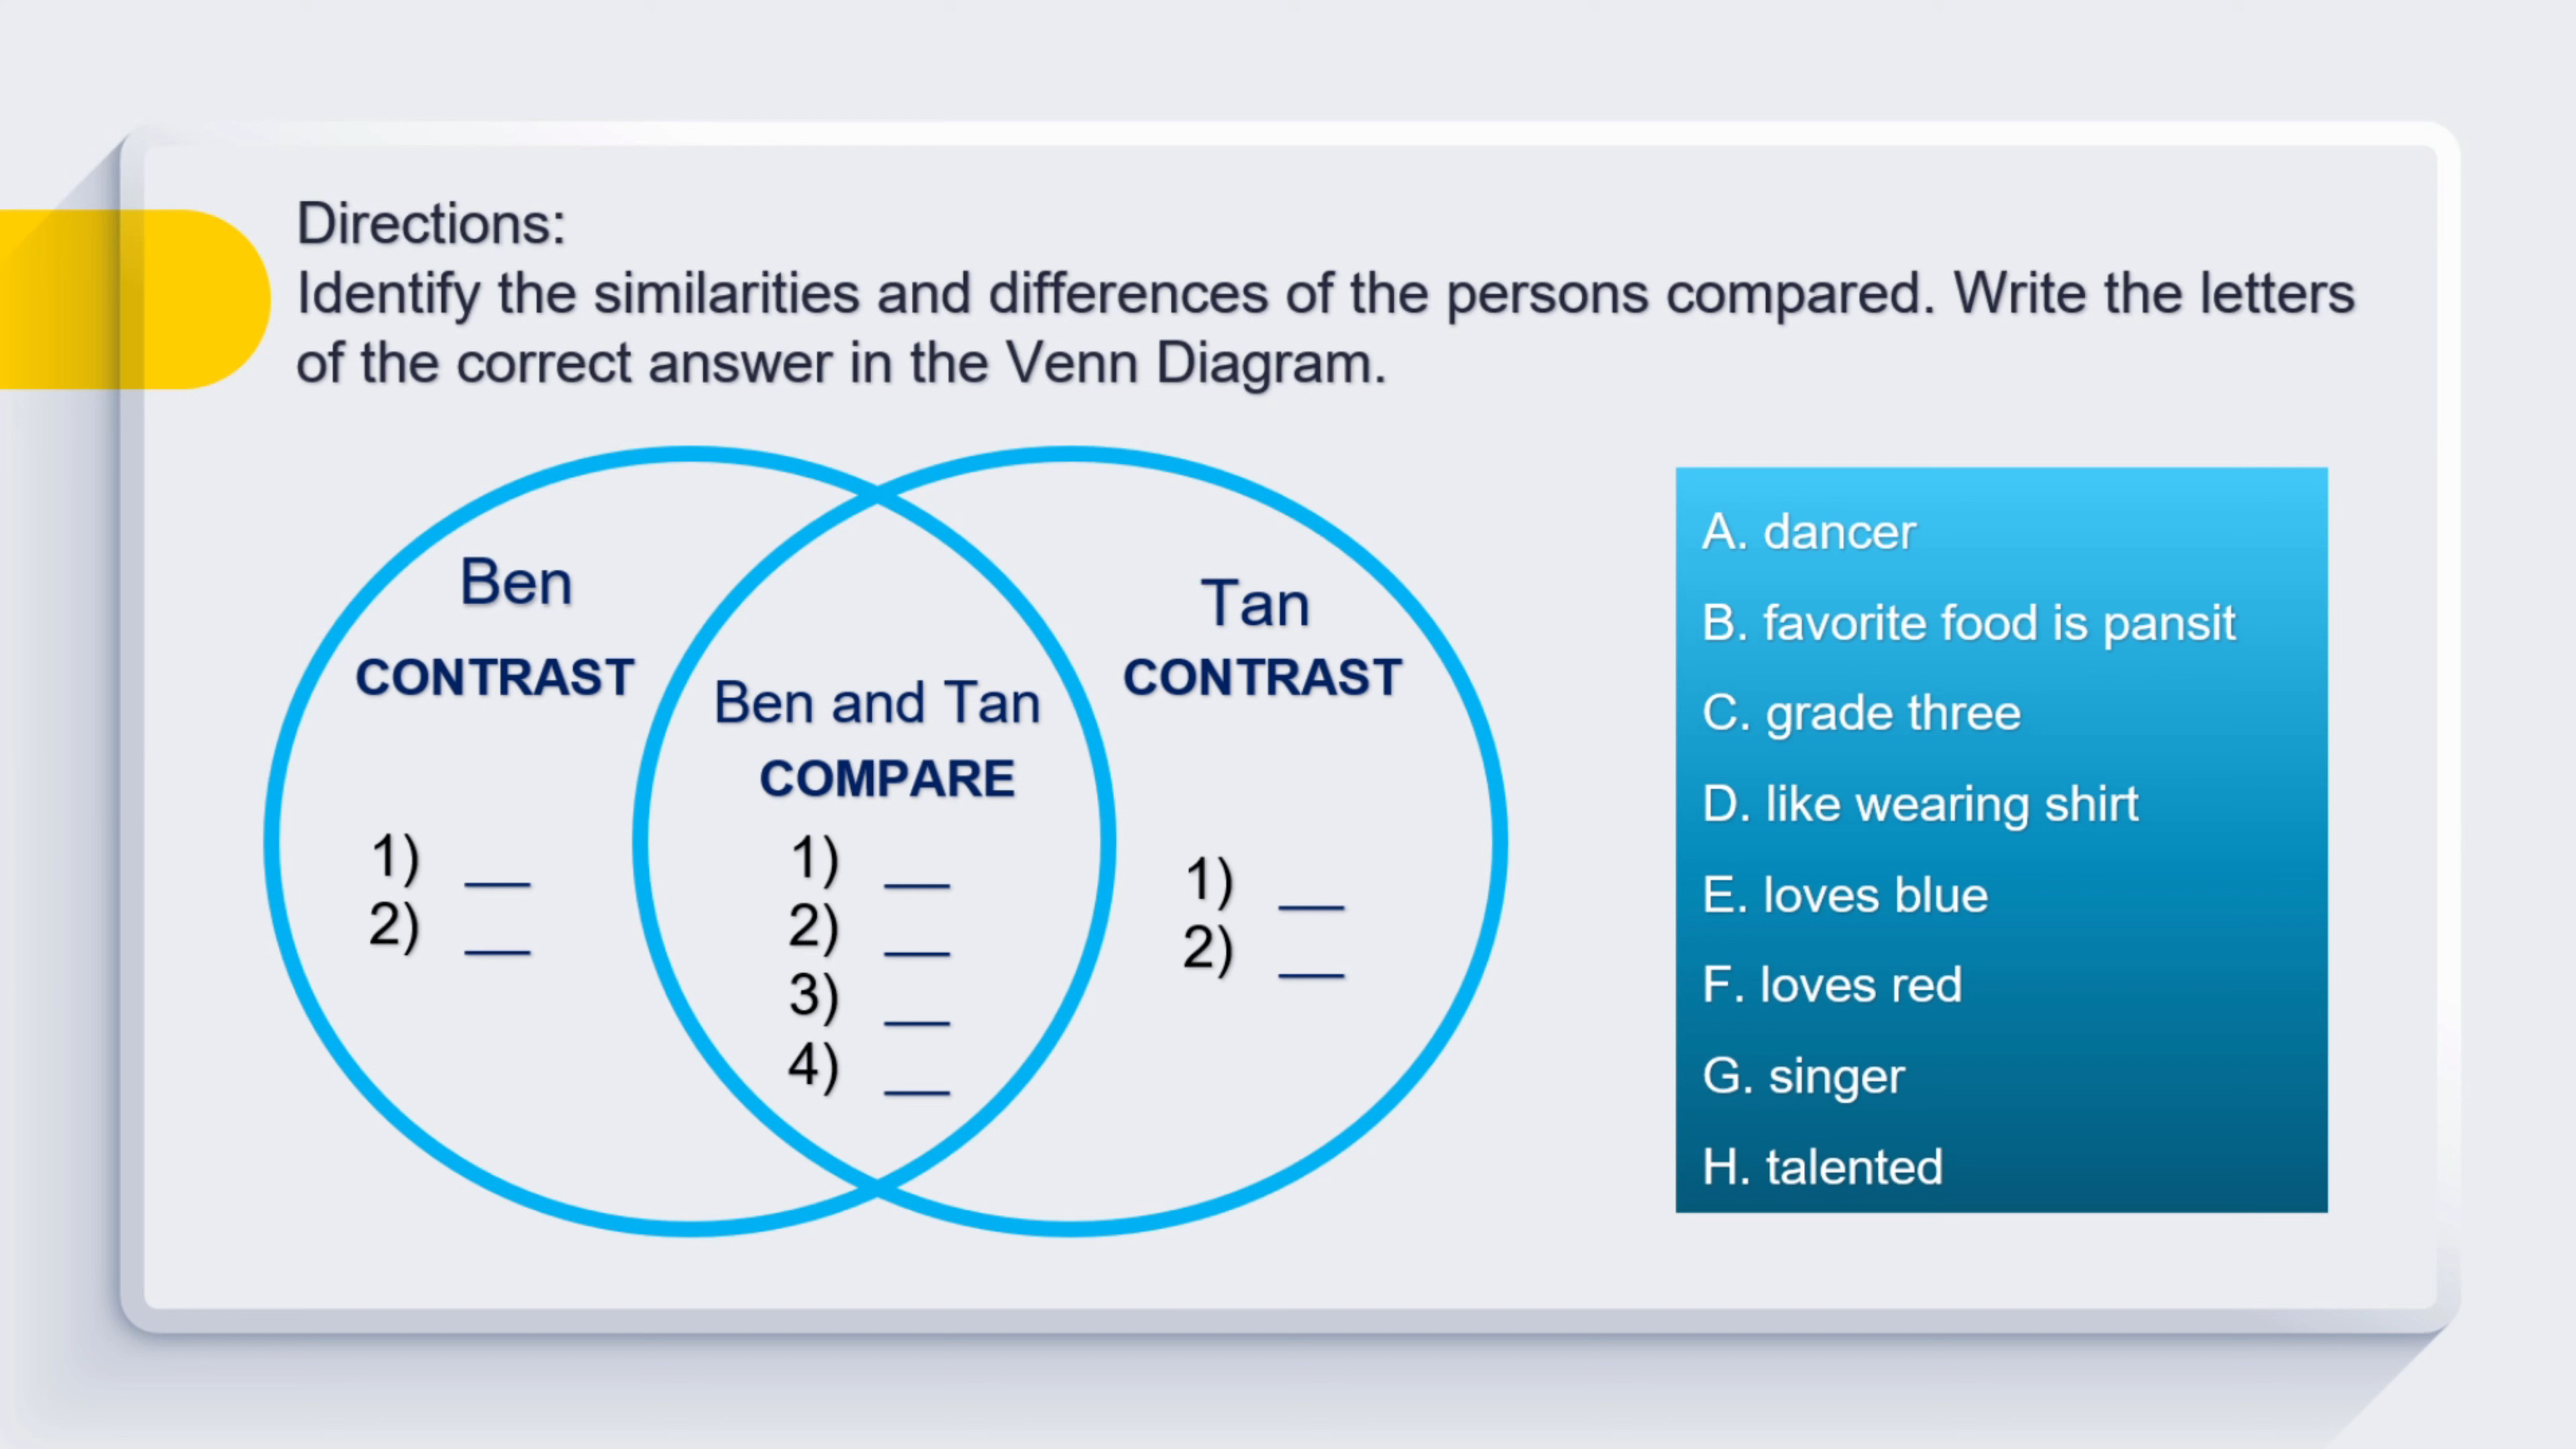 Directions:
Identify the similarities and differences of the persons compared. Write the letters
of the correct answer in the Venn Diagram.
Ben
CONTRAST
1) __
2) __
Ben and Tan
COMPARE
1) __
2) __
3) __
4) __
Tan
CONTRAST
1) __
2) __
A. dancer
B. favorite food is pansit
C. grade three
D. like wearing shirt
E. loves blue
F. loves red
G. singer
H. talented